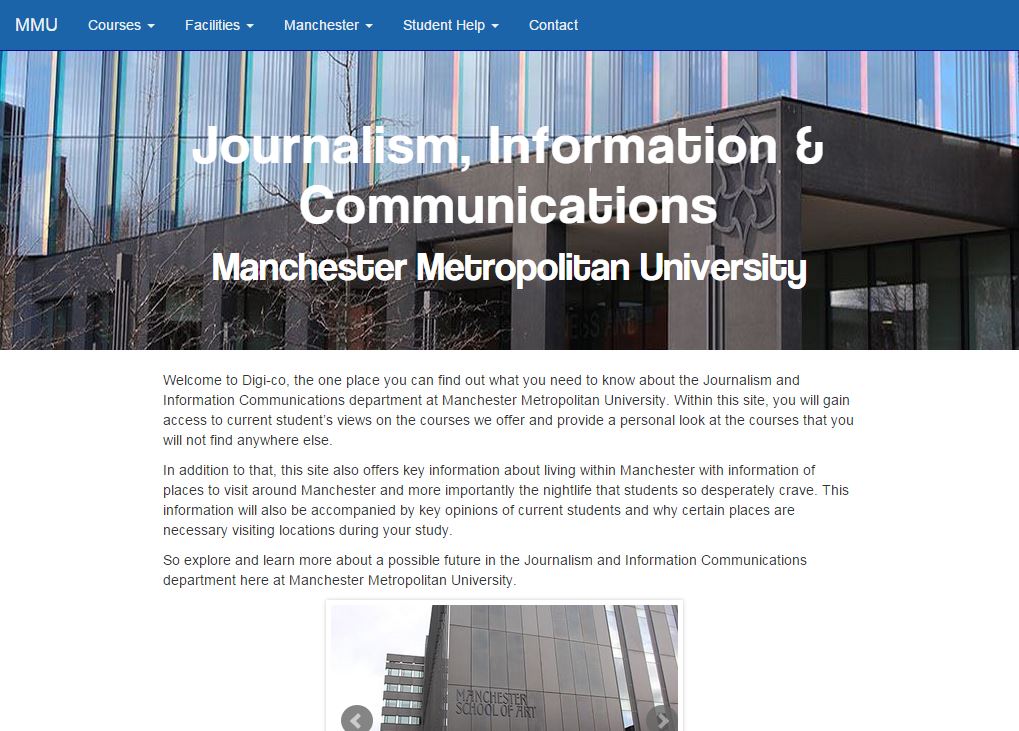 MMU Courses Facilities Manchester Student Help Contact
Journalism, Information &
Communications
Manchester Metropolitan University
Welcome to Digi-co, the one place you can find out what you need to know about the Journalism and
Information Communications department at Manchester Metropolitan University. Within this site, you will gain
access to current student’s views on the courses we offer and provide a personal look at the courses that you
will not find anywhere else.
In addition to that, this site also offers key information about living within Manchester with information of
places to visit around Manchester and more importantly the nightlife that students so desperately crave. This
information will also be accompanied by key opinions of current students and why certain places are
necessary visiting locations during your study.
So explore and learn more about a possible future in the Journalism and Information Communications
department here at Manchester Metropolitan University.
MANCHESTER
SCHOOL OF ART